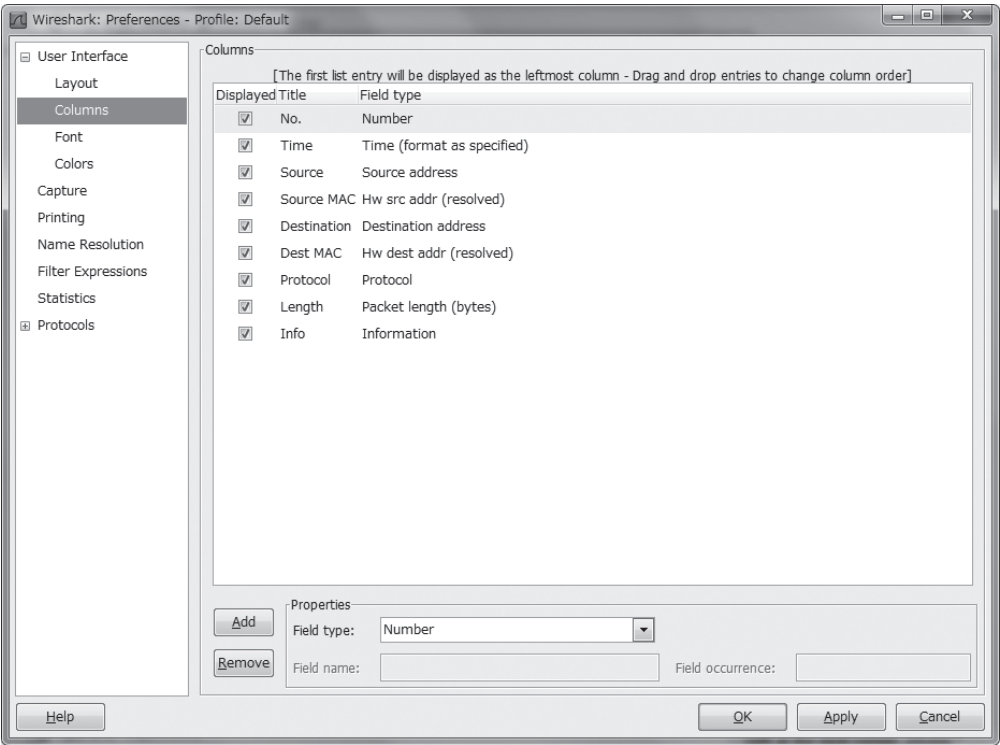 Wireshark: Preferences - Profile: Default
User Interface
Layout
Columns
Font
Colors
Capture
Printing
Name Resolution
Filter Expressions
Statistics
Protocols
Columns
[The first list entry will be displayed as the leftmost column - Drag and drop entries to change column order]
Displayed Title Field type
No. Number
Time Time (format as specified)
Source Source address
Source MAC Hw src addr (resolved)
Destination Destination address
Dest MAC Hw dest addr (resolved)
Protocol Protocol
Length Packet length (bytes)
Info Information
Add
Remove
Properties
Field type: Number
Field name: Field occurrence:
Help OK Apply Cancel